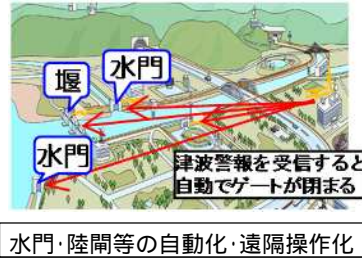 水門
堰
水門
津波警報を受信すると
自動でゲートが閉まる
水門･陸閘等の自動化･遠隔操作化